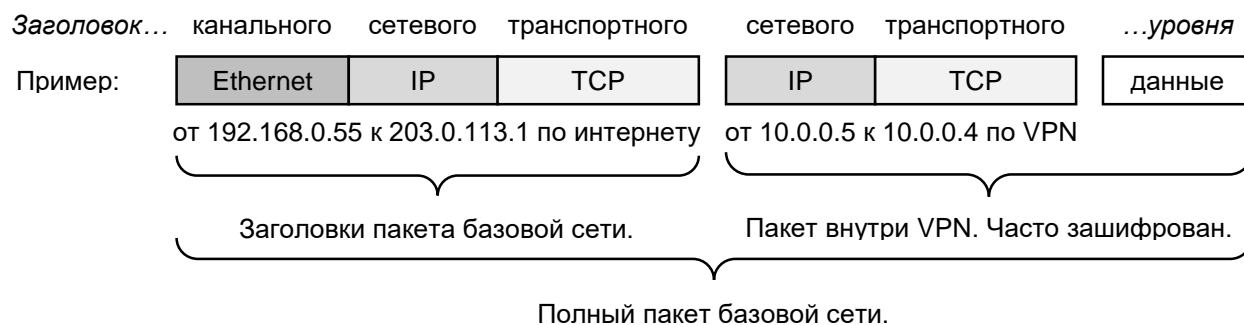 Заголовок… канального сетевого транспортного сетевого транспортного …уровня
Пример: Ethernet IP TCP IP TCP данные
от 192.168.0.55 к 203.0.113.1 по интернету от 10.0.0.5 к 10.0.0.4 по VPN
Заголовки пакета базовой сети. Пакет внутри VPN. Часто зашифрован.
Полный пакет базовой сети.